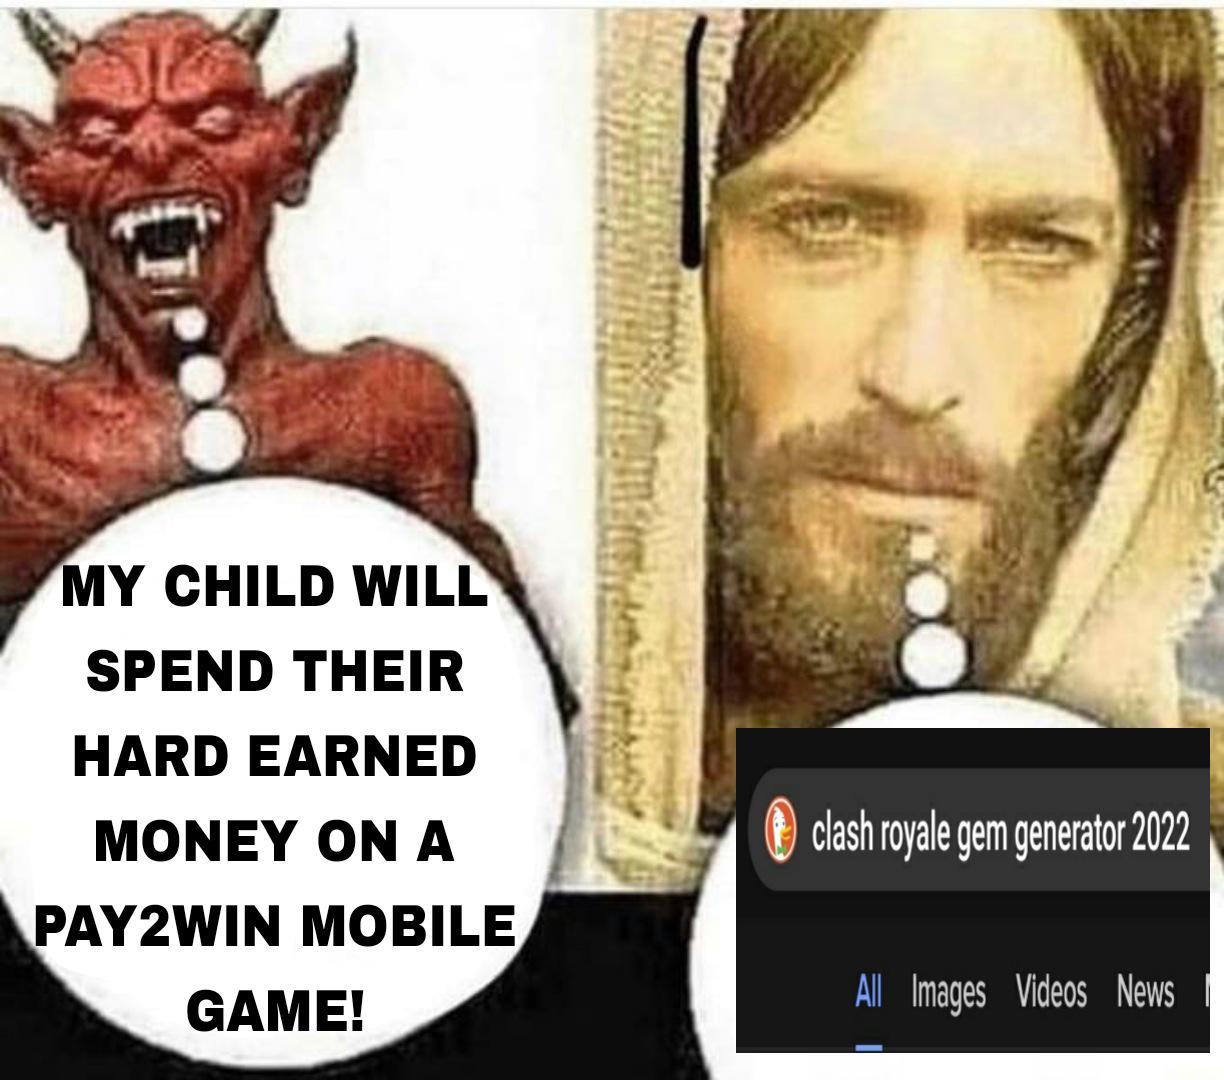 MY CHILD WILL
SPEND THEIR
HARD EARNED
MONEY ON A
PAY2WIN MOBILE
GAME!
clash royale gem generator 2022
All Images Videos News